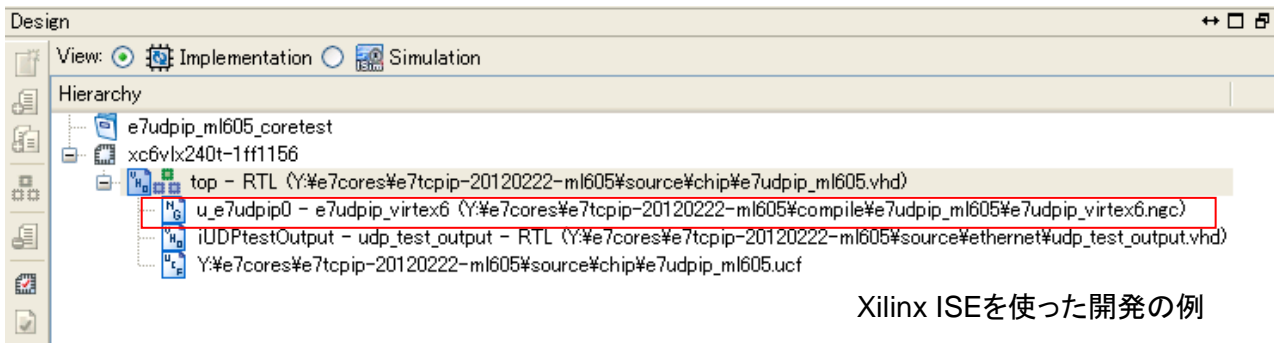 Design
View: Implementation Simulation
Hierarchy
e7udpip_ml605_coretest
xc6vlx240t-1ff1156
top - RTL (Y:¥e7cores¥e7tcpip-20120222-ml605¥source¥chip¥e7udpip_ml605.vhd)
u_e7udpip0 - e7udpip_virtex6 (Y:¥e7cores¥e7tcpip-20120222-ml605¥compile¥e7udpip_ml605¥e7udpip_virtex6.ngc)
iUDPtestOutput - udp_test_output - RTL (Y:¥e7cores¥e7tcpip-20120222-ml605¥source¥ethernet¥udp_test_output.vhd)
Y:¥e7cores¥e7tcpip-20120222-ml605¥source¥chip¥e7udpip_ml605.ucf
Xilinx ISEを使った開発の例